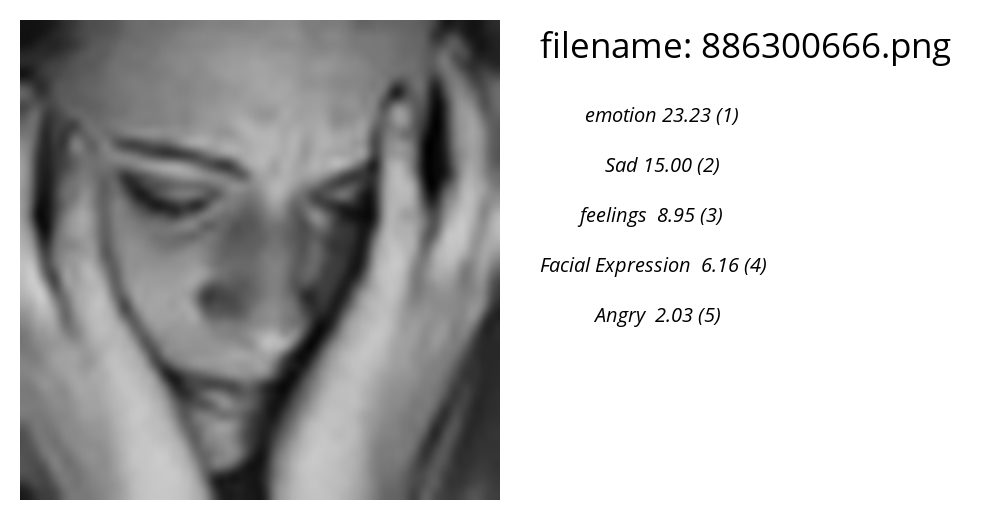 filename: 886300666.png
emotion 23.23 (1)
Sad 15.00 (2)
feelings  8.95 (3)
Facial Expression  6.16 (4)
Angry  2.03 (5)